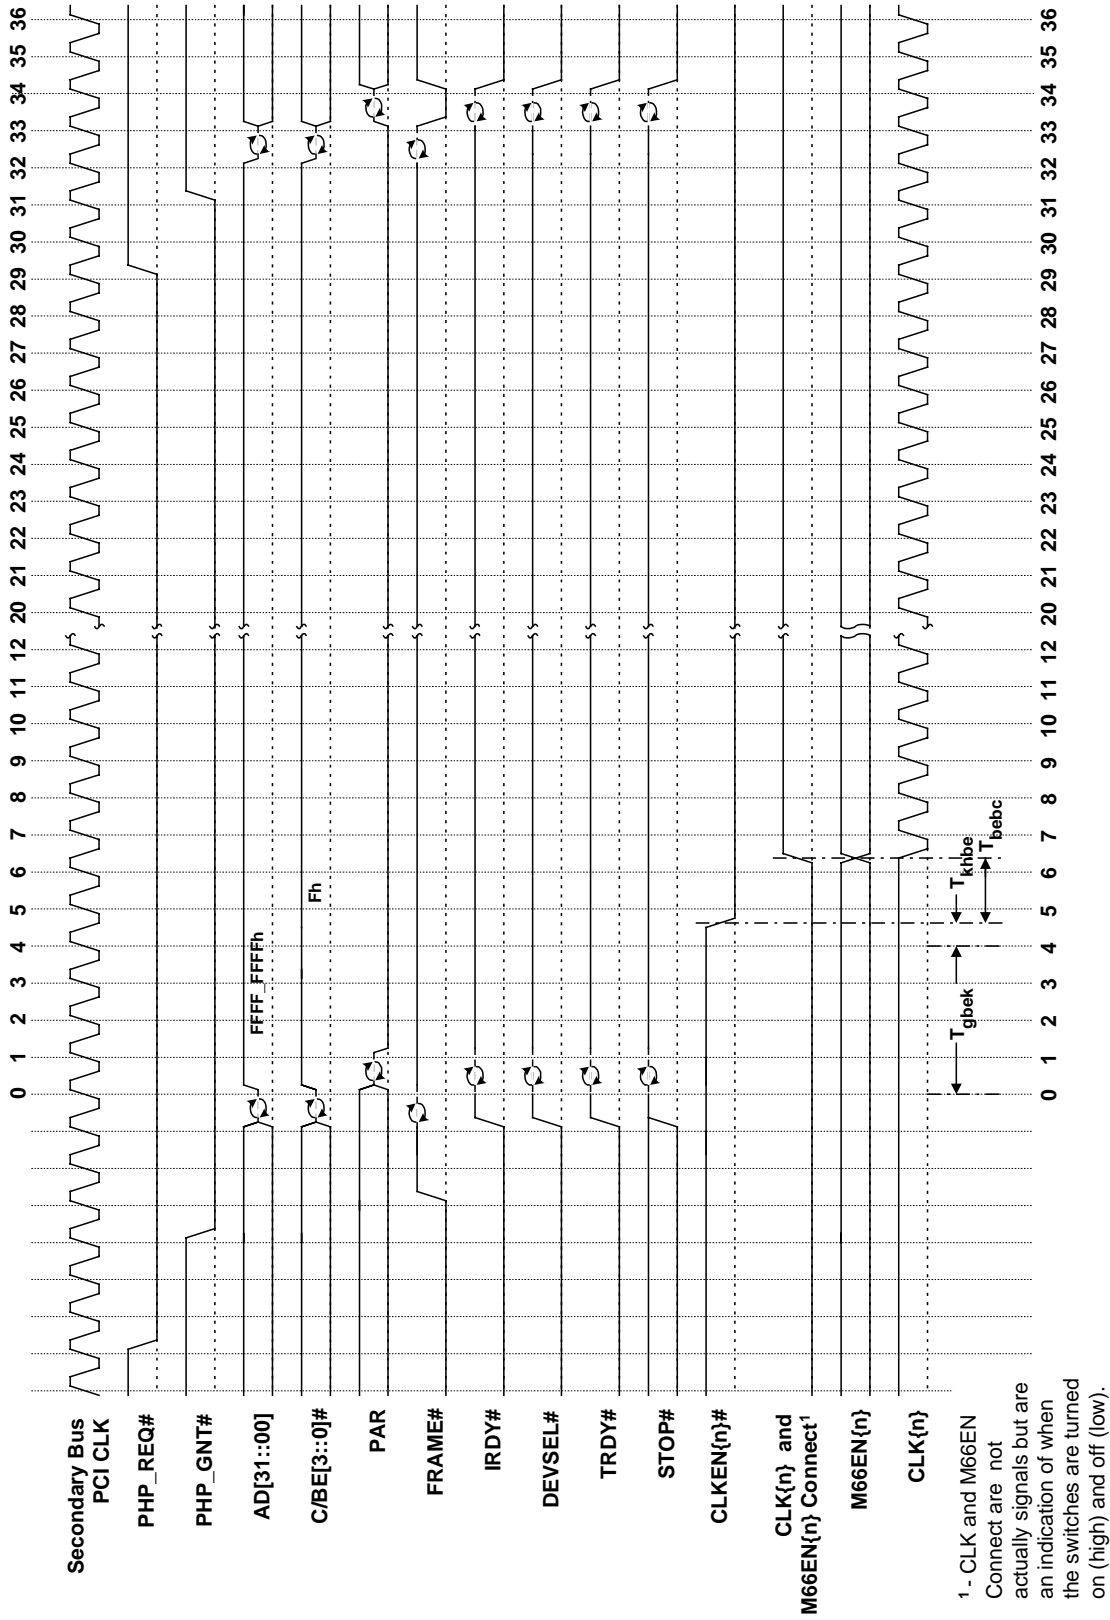 0 1 2 3 4 5 6 7 8 9 10 11 12 20 21 22 23 24 25 26 27 28 29 30 31 32 33 34 35 36
Secondary Bus
PCI CLK
PHP_REQ#
PHP_GNT#
AD[31::00]
FFFF_FFFFh
C/BE[3::0]#
Fh
PAR
FRAME#
IRDY#
DEVSEL#
TRDY#
STOP#
CLKEN{n}#
CLK{n} and
M66EN{n} Connect¹
M66EN{n}
CLK{n}
Tgbek
Tkhbe
Tbebc
0 1 2 3 4 5 6 7 8 9 10 11 12 20 21 22 23 24 25 26 27 28 29 30 31 32 33 34 35 36
¹ - CLK and M66EN
Connect are not
actually signals but are
an indication of when
the switches are turned
on (high) and off (low).